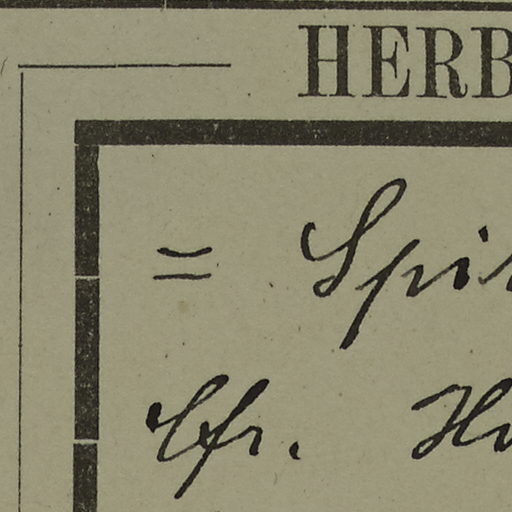 HERB
= Spi
Cfr. H